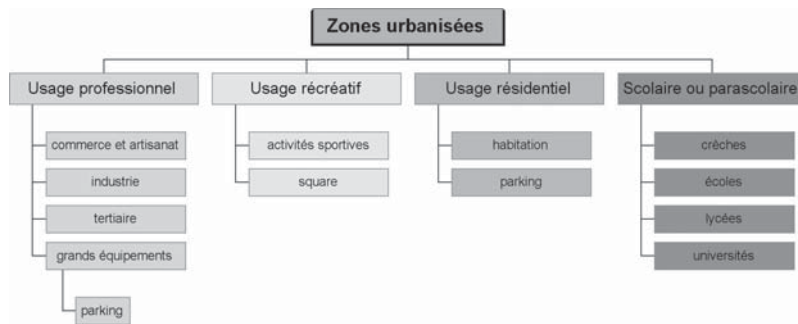 Zones urbanisées
Usage professionnel
commerce et artisanat
industrie
tertiaire
grands équipements
parking
Usage récréatif
activités sportives
square
Usage résidentiel
habitation
parking
Scolaire ou parascolaire
crèches
écoles
lycées
universités